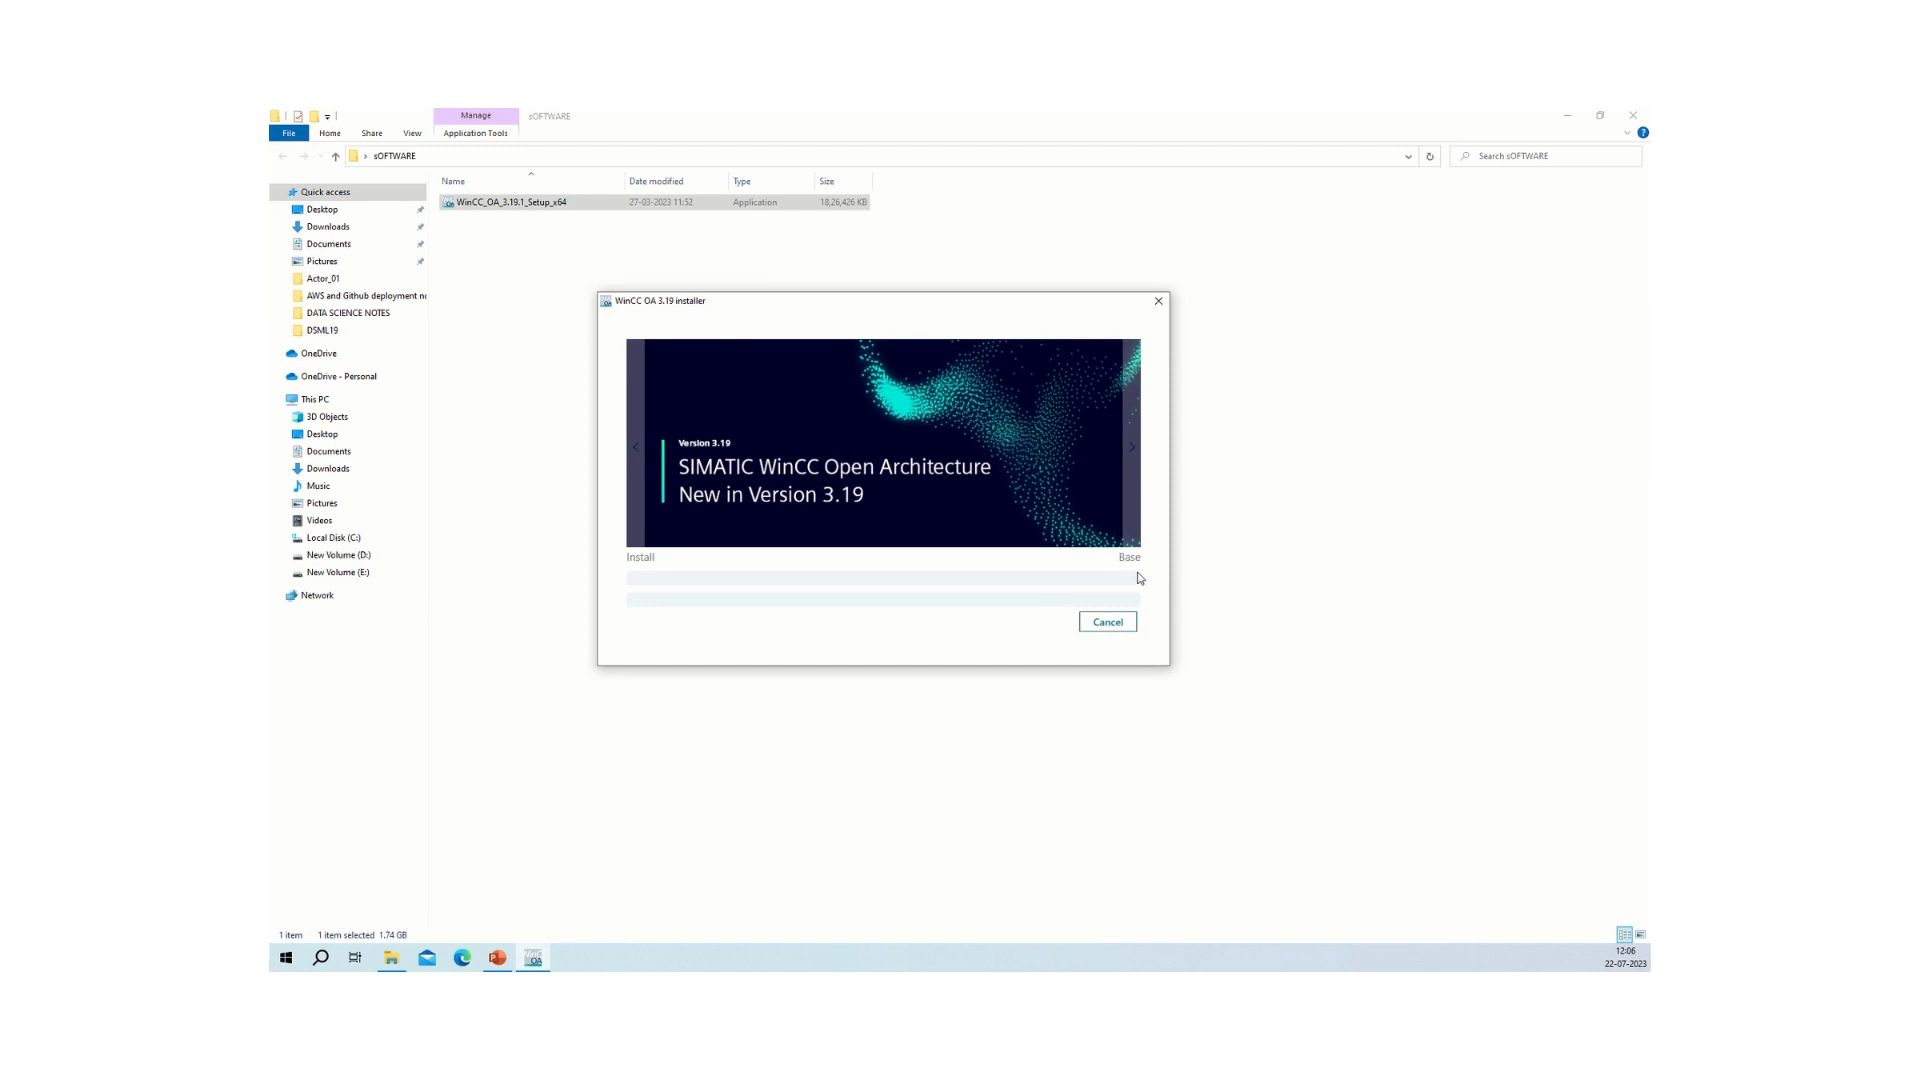 Manage
sOFTWARE
File
Home
Share
View
Application Tools
sOFTWARE
Search sOFTWARE
Name
Date modified
Type
Size
WinCC_OA_3.19.1_Setup_x64
27-03-2023 11:52
Application
18,26,426 KB
Quick access
Desktop
Downloads
Documents
Pictures
Actor_01
AWS and Github deployment
DATA SCIENCE NOTES
DSML19
OneDrive
OneDrive - Personal
This PC
3D Objects
Desktop
Documents
Downloads
Music
Pictures
Videos
Local Disk (C:)
New Volume (D:)
New Volume (E:)
Network
WinCC OA 3.19 installer
Version 3.19
SIMATIC WinCC Open Architecture
New in Version 3.19
Install
Base
Cancel
1 item
1 item selected 1.74 GB
12:06
22-07-2023